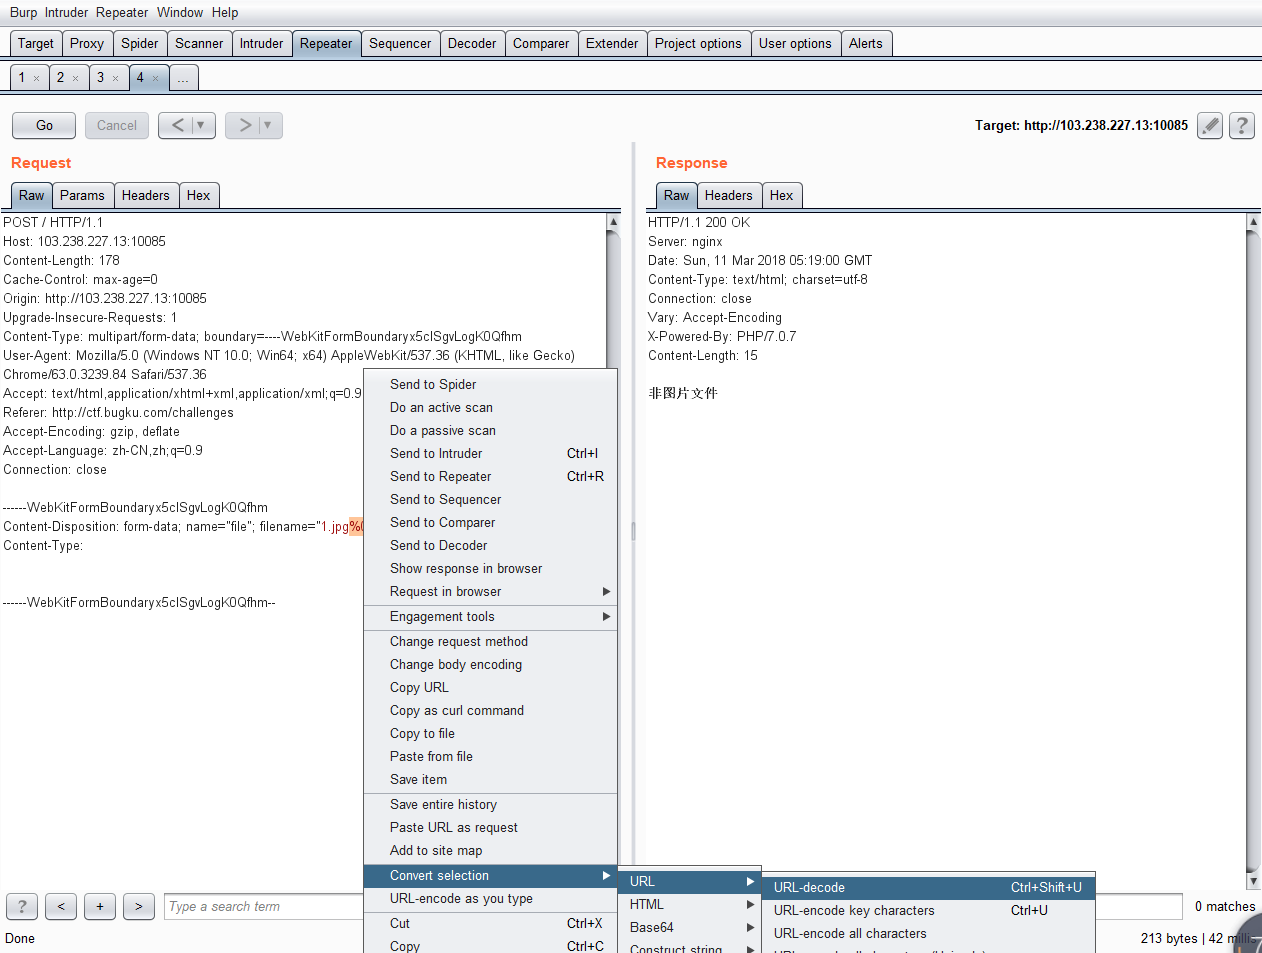 Burp Intruder Repeater Window Help
Target Proxy Spider Scanner Intruder Repeater Sequencer Decoder Comparer Extender Project options User options Alerts
1 × 2 × 3 × 4 × ...
Go Cancel < ▼ > ▼ Target: http://103.238.227.13:10085 ?
Request
Raw Params Headers Hex
POST / HTTP/1.1
Host: 103.238.227.13:10085
Content-Length: 178
Cache-Control: max-age=0
Origin: http://103.238.227.13:10085
Upgrade-Insecure-Requests: 1
Content-Type: multipart/form-data; boundary=----WebKitFormBoundaryx5cISgvLogK0Qfhm
User-Agent: Mozilla/5.0 (Windows NT 10.0; Win64; x64) AppleWebKit/537.36 (KHTML, like Gecko)
Chrome/63.0.3239.84 Safari/537.36
Accept: text/html,application/xhtml+xml,application/xml;q=0.9
Referer: http://ctf.bugku.com/challenges
Accept-Encoding: gzip, deflate
Accept-Language: zh-CN,zh;q=0.9
Connection: close
------WebKitFormBoundaryx5cISgvLogK0Qfhm
Content-Disposition: form-data; name="file"; filename="1.jpg%
Content-Type:
------WebKitFormBoundaryx5cISgvLogK0Qfhm--
Response
Raw Headers Hex
HTTP/1.1 200 OK
Server: nginx
Date: Sun, 11 Mar 2018 05:19:00 GMT
Content-Type: text/html; charset=utf-8
Connection: close
Vary: Accept-Encoding
X-Powered-By: PHP/7.0.7
Content-Length: 15
非图片文件
Send to Spider
Do an active scan
Do a passive scan
Send to Intruder Ctrl+I
Send to Repeater Ctrl+R
Send to Sequencer
Send to Comparer
Send to Decoder
Show response in browser
Request in browser
Engagement tools
Change request method
Change body encoding
Copy URL
Copy as curl command
Copy to file
Paste from file
Save item
Save entire history
Paste URL as request
Add to site map
Convert selection
URL-encode as you type
Cut Ctrl+X
Copy Ctrl+C
URL
HTML
Base64
Construct string
URL-decode Ctrl+Shift+U
URL-encode key characters Ctrl+U
URL-encode all characters
? < + > Type a search term
0 matches
Done
213 bytes | 42 millis